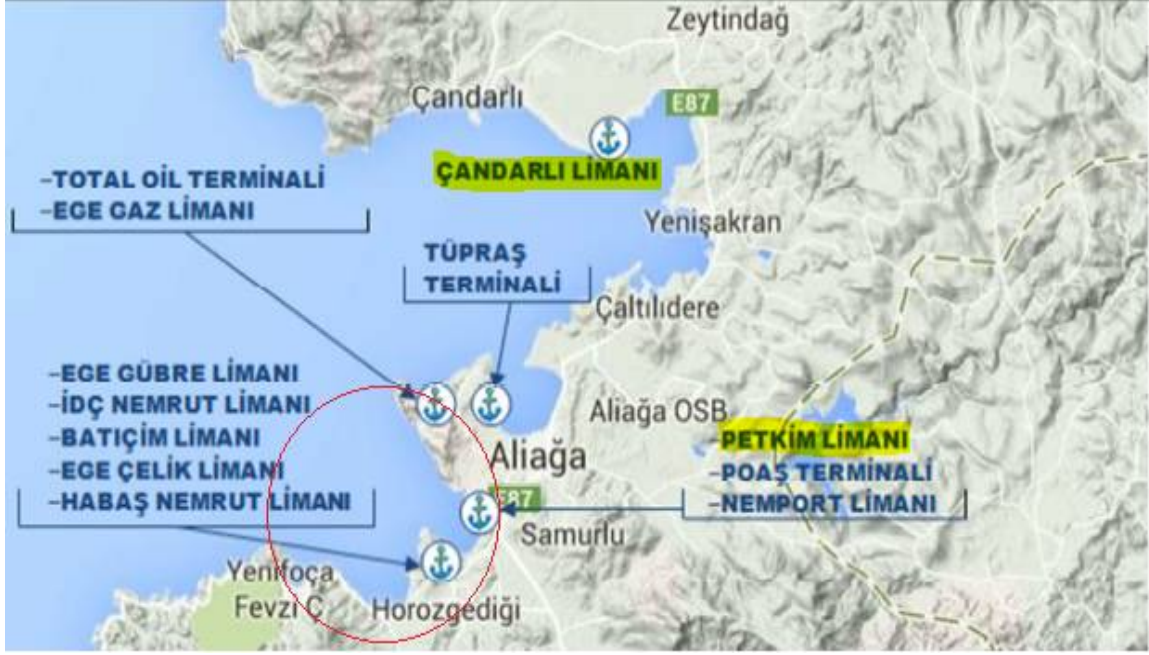 Zeytindağ
Çandarlı
E87
ÇANDARLI LİMANI
-TOTAL OİL TERMİNALİ
-EGE GAZ LİMANI
Yenişakran
TÜPRAŞ
TERMİNALİ
Çaltılıdere
-EGE GÜBRE LİMANI
-İDÇ NEMRUT LİMANI
-BATIÇİM LİMANI
-EGE ÇELİK LİMANI
-HABAŞ NEMRUT LİMANI
Aliağa OSB
-PETKİM LİMANI
-POAŞ TERMİNALİ
-NEMPORT LİMANI
Aliağa
E87
Samurlu
Yenifoça
Fevzi Ç
Horozgediği